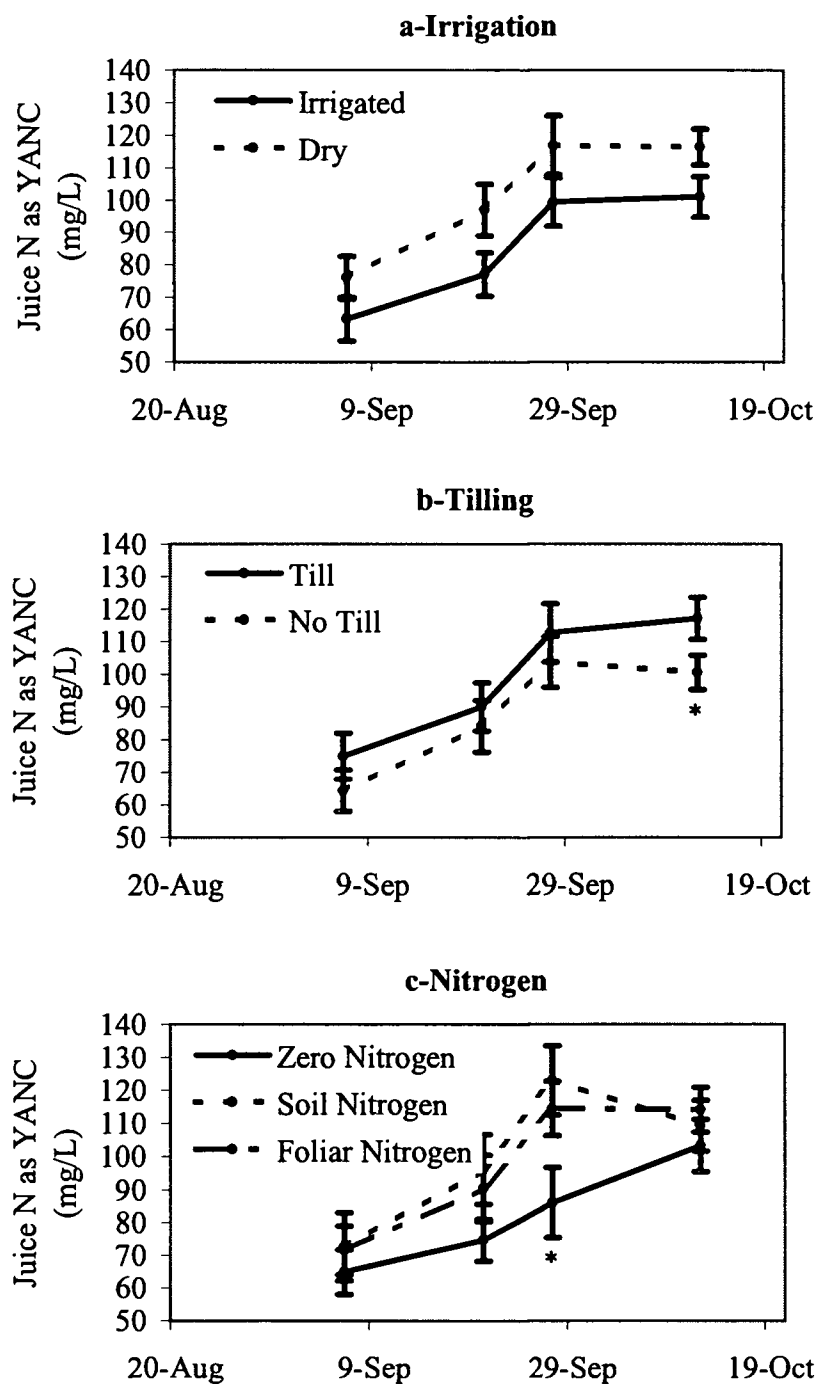 a-Irrigation
Juice N as YANC
(mg/L)
140
130
120
110
100
90
80
70
60
50
Irrigated
Dry
20-Aug 9-Sep 29-Sep 19-Oct
b-Tilling
Juice N as YANC
(mg/L)
140
130
120
110
100
90
80
70
60
50
Till
No Till
*
20-Aug 9-Sep 29-Sep 19-Oct
c-Nitrogen
Juice N as YANC
(mg/L)
140
130
120
110
100
90
80
70
60
50
Zero Nitrogen
Soil Nitrogen
Foliar Nitrogen
*
20-Aug 9-Sep 29-Sep 19-Oct